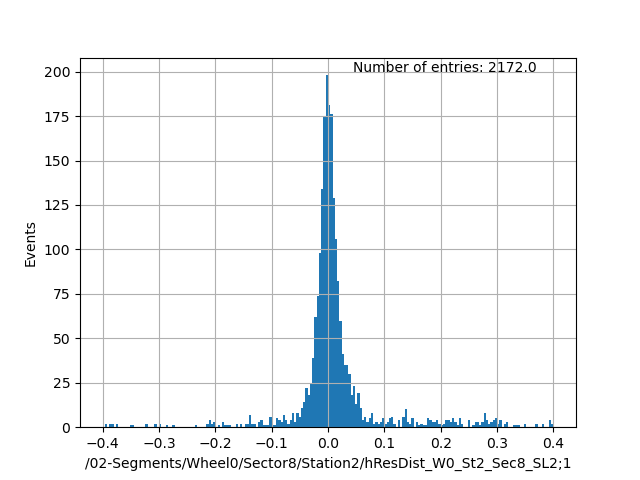 Number of entries: 2172.0
200
175
150
125
100
75
50
25
0
Events
−0.4 −0.3 −0.2 −0.1 0.0 0.1 0.2 0.3 0.4
/02-Segments/Wheel0/Sector8/Station2/hResDist_W0_St2_Sec8_SL2;1